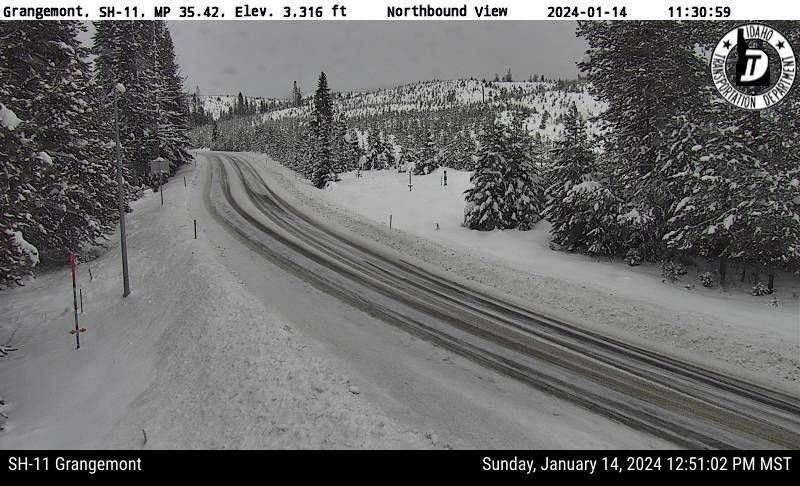 Grangemont, SH-11, MP 35.42, Elev. 3,316 ft Northbound View 2024-01-14 11:30:59
IDAHO
TRANSPORTATION DEPARTMENT
SH-11 Grangemont Sunday, January 14, 2024 12:51:02 PM MST